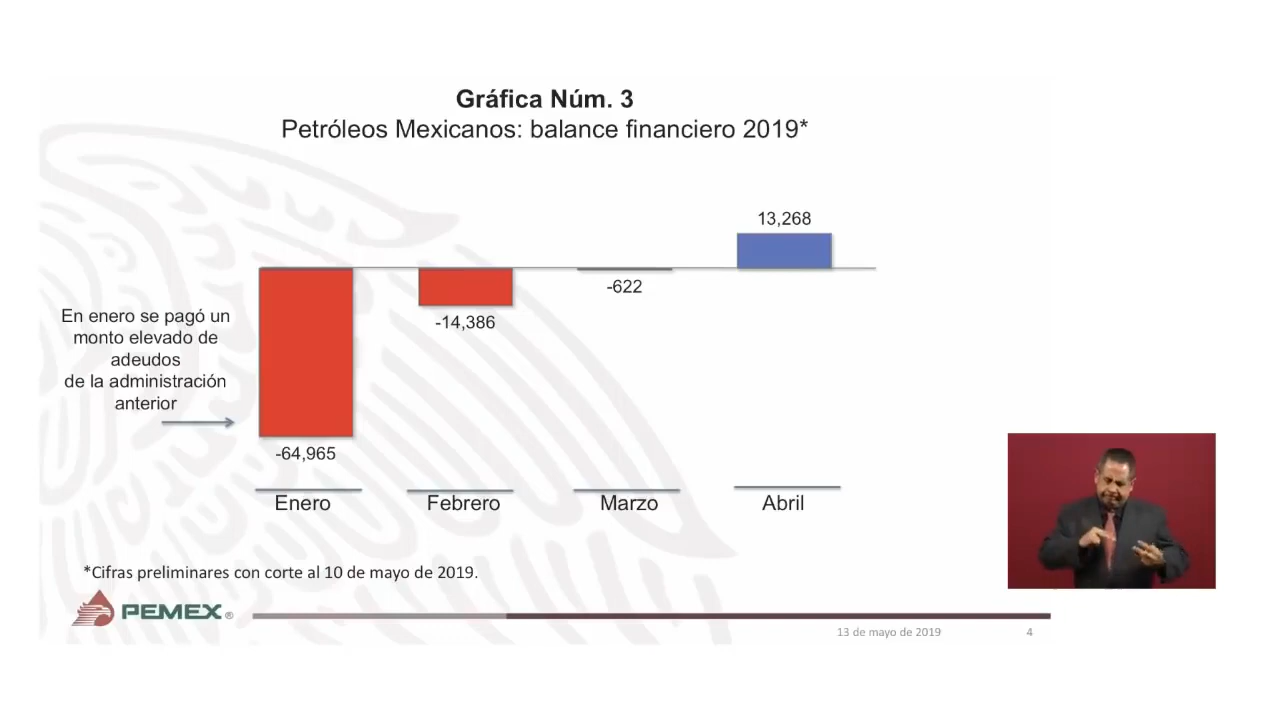 Gráfica Núm. 3
Petróleos Mexicanos: balance financiero 2019*
13,268
-622
-14,386
En enero se pagó un
monto elevado de
adeudos
de la administración
anterior
-64,965
Enero
Febrero
Marzo
Abril
*Cifras preliminares con corte al 10 de mayo de 2019.
PEMEX ®
13 de mayo de 2019
4